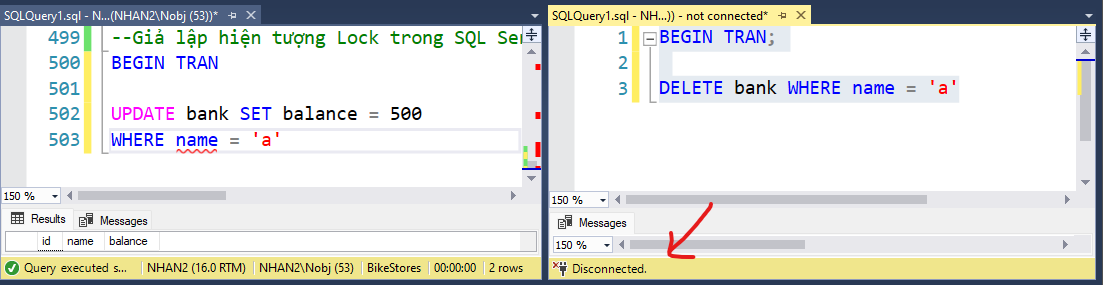 SQLQuery1.sql - N...(NHAN2\Nobj (53))*
499 --Giả lập hiện tượng Lock trong SQL Ser
500 BEGIN TRAN
501
502 UPDATE bank SET balance = 500
503 WHERE name = 'a'
150 %
Results Messages
id name balance
Query executed s... NHAN2 (16.0 RTM) NHAN2\Nobj (53) BikeStores 00:00:00 2 rows
SQLQuery1.sql - NH...)) - not connected*
1 BEGIN TRAN;
2
3 DELETE bank WHERE name = 'a'
150 %
Messages
150 %
Disconnected.